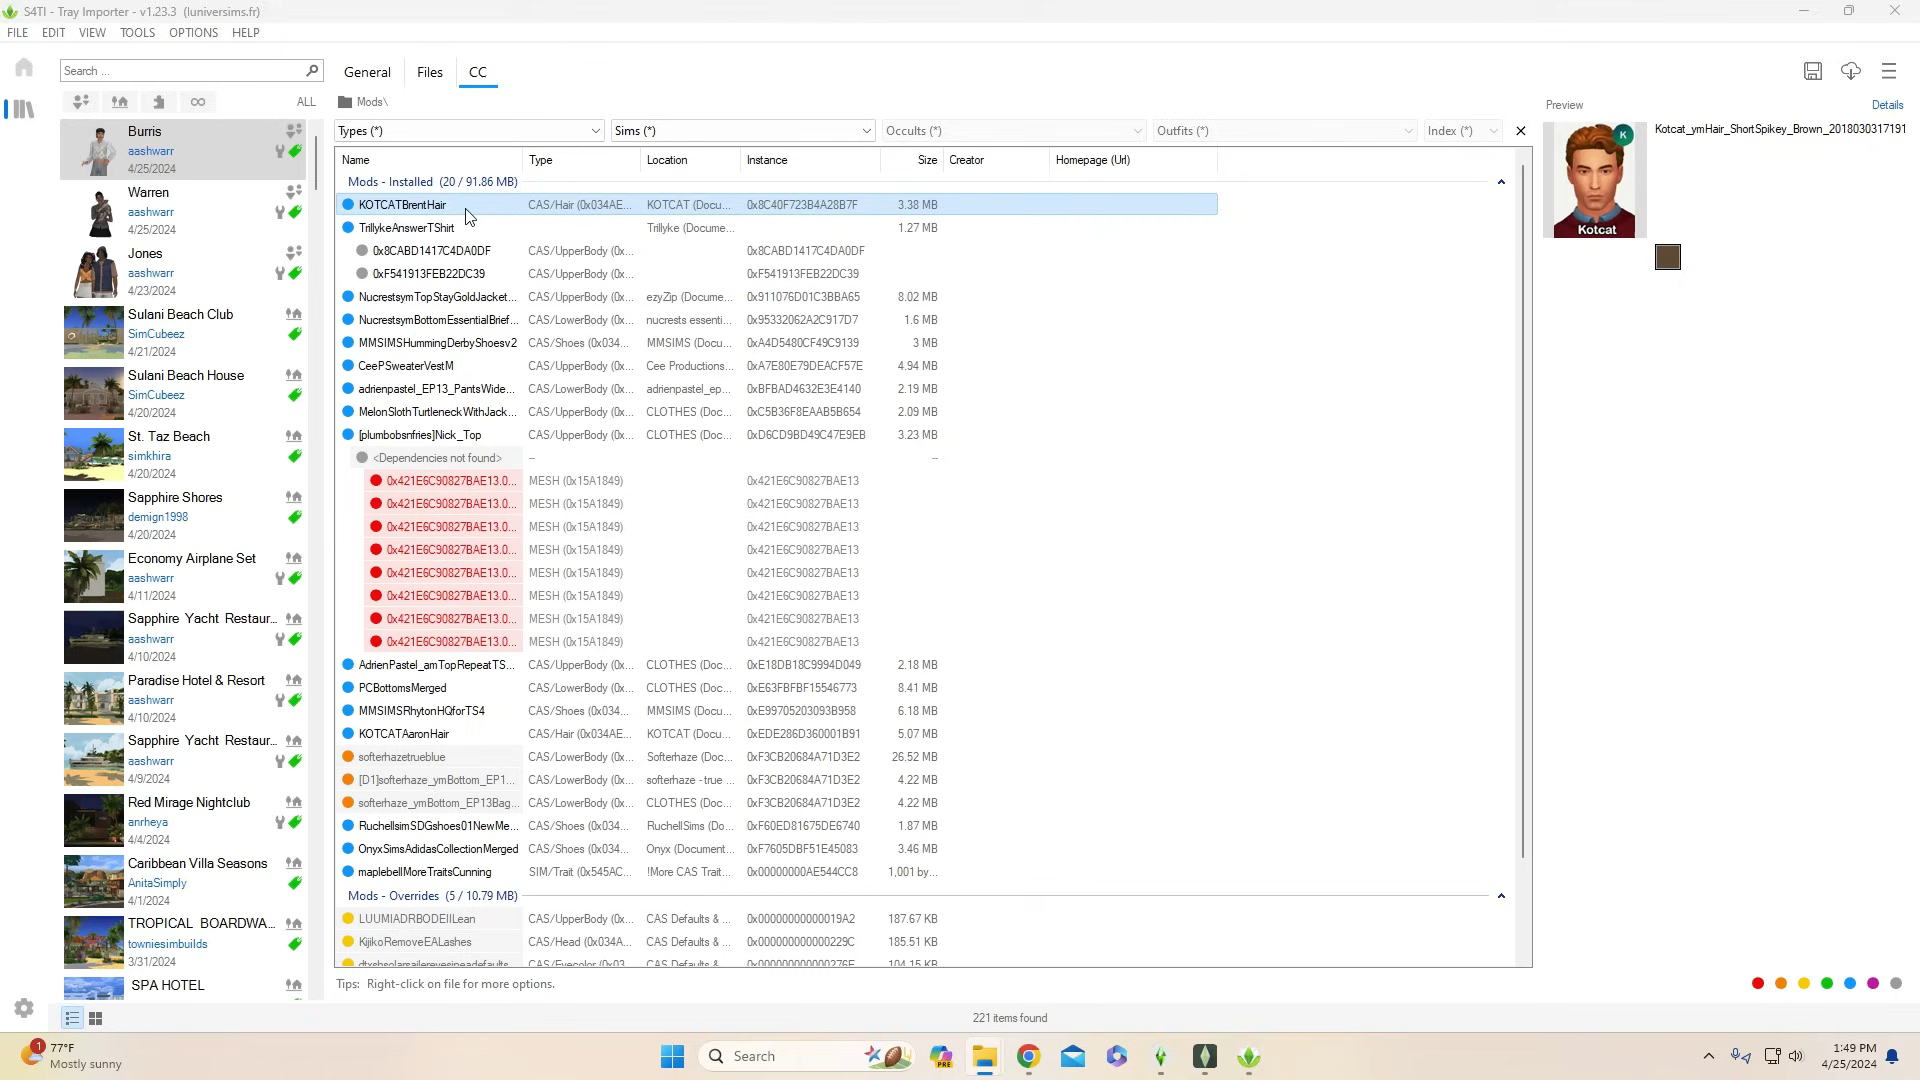 S4TI - Tray Importer - v1.23.3 (luniversims.fr)
FILE EDIT VIEW TOOLS OPTIONS HELP
Search ...
ALL
Burris
aashwarr
4/25/2024
Warren
aashwarr
4/25/2024
Jones
aashwarr
4/23/2024
Sulani Beach Club
SimCubeez
4/21/2024
Sulani Beach House
SimCubeez
4/20/2024
St. Taz Beach
simkhira
4/20/2024
Sapphire Shores
demign1998
4/20/2024
Economy Airplane Set
aashwarr
4/11/2024
Sapphire Yacht Restaur...
aashwarr
4/10/2024
Paradise Hotel & Resort
aashwarr
4/10/2024
Sapphire Yacht Restaur...
aashwarr
4/9/2024
Red Mirage Nightclub
anrheya
4/4/2024
Caribbean Villa Seasons
AnitaSimply
4/1/2024
TROPICAL BOARDWA...
towniesimbuilds
3/31/2024
SPA HOTEL
General Files CC
Mods\
Types (*) Sims (*) Occults (*) Outfits (*) Index (*)
Name Type Location Instance Size Creator Homepage (Url)
Mods - Installed (20 / 91.86 MB)
KOTCATBrentHair CAS/Hair (0x034AE... KOTCAT (Docu... 0x8C40F723B4A28B7F 3.38 MB
TrillykeAnswerTShirt Trillyke (Docume... 1.27 MB
0x8CABD1417C4DA0DF CAS/UpperBody (0x... 0x8CABD1417C4DA0DF
0xF541913FEB22DC39 CAS/UpperBody (0x... 0xF541913FEB22DC39
NucrestsymTopStayGoldJacket... CAS/UpperBody (0x... ezyZip (Docume... 0x911076D01C3BBA65 8.02 MB
NucrestsymBottomEssentialBrief... CAS/LowerBody (0x... nucrests essenti... 0x95332062A2C917D7 1.6 MB
MMSIMSHummingDerbyShoesv2 CAS/Shoes (0x034... MMSIMS (Docu... 0xA4D5480CF49C9139 3 MB
CeePSweaterVestM CAS/UpperBody (0x... Cee Productions... 0xA7E80E79DEACF57E 4.94 MB
adrienpastel_EP13_PantsWide... CAS/LowerBody (0x... adrienpastel_ep... 0xBFBAD4632E3E4140 2.19 MB
MelonSlothTurtleneckWithJack... CAS/UpperBody (0x... CLOTHES (Doc... 0xC5B36F8EAAB5B654 2.09 MB
[plumbobsnfries]Nick_Top CAS/UpperBody (0x... CLOTHES (Doc... 0xD6CD9BD49C47E9EB 3.23 MB
<Dependencies not found> -- --
0x421E6C90827BAE13.0... MESH (0x15A1849) 0x421E6C90827BAE13
0x421E6C90827BAE13.0... MESH (0x15A1849) 0x421E6C90827BAE13
0x421E6C90827BAE13.0... MESH (0x15A1849) 0x421E6C90827BAE13
0x421E6C90827BAE13.0... MESH (0x15A1849) 0x421E6C90827BAE13
0x421E6C90827BAE13.0... MESH (0x15A1849) 0x421E6C90827BAE13
0x421E6C90827BAE13.0... MESH (0x15A1849) 0x421E6C90827BAE13
0x421E6C90827BAE13.0... MESH (0x15A1849) 0x421E6C90827BAE13
0x421E6C90827BAE13.0... MESH (0x15A1849) 0x421E6C90827BAE13
AdrienPastel_amTopRepeatTS... CAS/UpperBody (0x... CLOTHES (Doc... 0xE18DB18C9994D049 2.18 MB
PCBottomsMerged CAS/LowerBody (0x... CLOTHES (Doc... 0xE63FBFBF15546773 8.41 MB
MMSIMSRhytonHQforTS4 CAS/Shoes (0x034... MMSIMS (Docu... 0xE99705203093B958 6.18 MB
KOTCATAaronHair CAS/Hair (0x034AE... KOTCAT (Docu... 0xEDE286D360001B91 5.07 MB
softerhazetrueblue CAS/LowerBody (0x... Softerhaze (Doc... 0xF3CB20684A71D3E2 26.52 MB
[D1]softerhaze_ymBottom_EP1... CAS/LowerBody (0x... softerhaze - true ... 0xF3CB20684A71D3E2 4.22 MB
softerhaze_ymBottom_EP13Bag... CAS/LowerBody (0x... CLOTHES (Doc... 0xF3CB20684A71D3E2 4.22 MB
RuchellsimSDGshoes01NewMe... CAS/Shoes (0x034... RuchellSims (Do... 0xF60ED81675DE6740 1.87 MB
OnyxSimsAdidasCollectionMerged CAS/Shoes (0x034... Onyx (Document... 0xF7605DBF51E45083 3.46 MB
maplebellMoreTraitsCunning SIM/Trait (0x545AC... !More CAS Trait... 0x00000000AE544CC8 1,001 by...
Mods - Overrides (5 / 10.79 MB)
LUUMIADRBODEIILean CAS/UpperBody (0x... CAS Defaults & ... 0x00000000000019A2 187.67 KB
KijikoRemoveEALashes CAS/Head (0x034A... CAS Defaults & ... 0x000000000000229C 185.51 KB
CAS/Eyecolor (0x03... CAS Defaults & ... 0x000000000000276E 104.15 KB
Tips: Right-click on file for more options.
221 items found
Preview Details
K
Kotcat
Kotcat_ymHair_ShortSpikey_Brown_2018030317191
1
77°F
Mostly sunny
Search
PRE
1:49 PM
4/25/2024